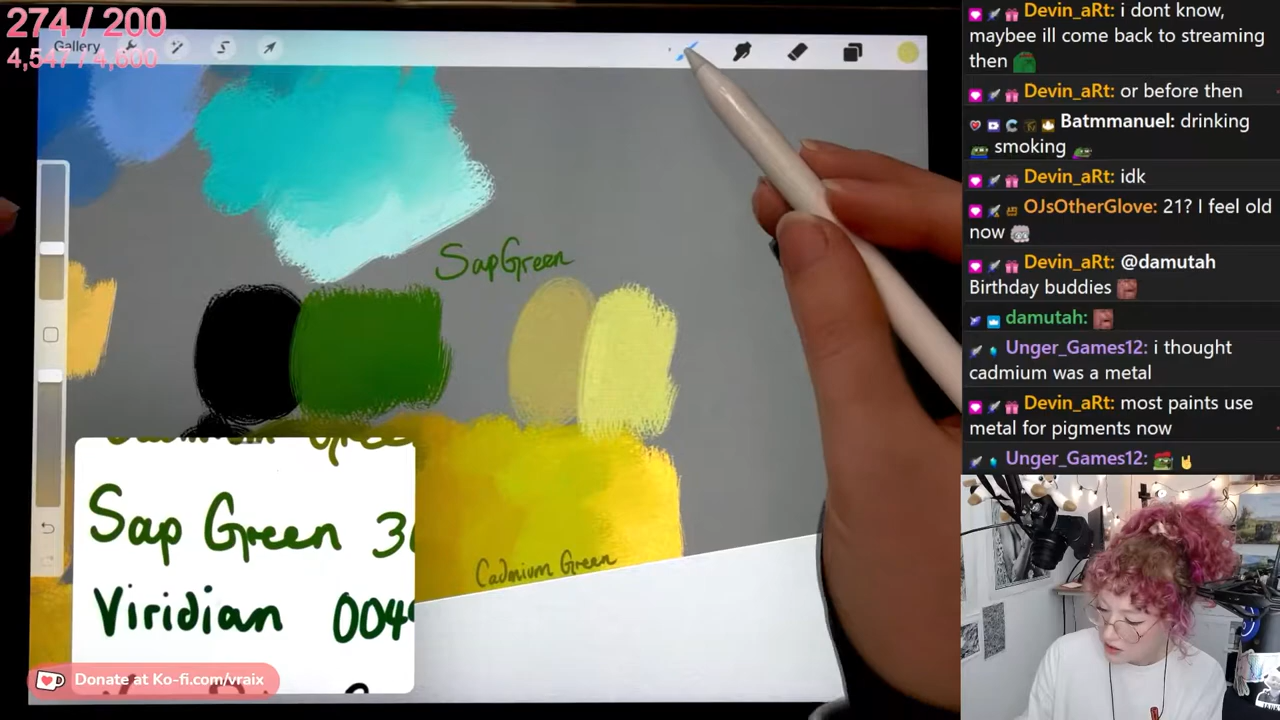 274 / 200
4,547 / 4,600
Gallery
SapGreen
Cadmium Green
Sap Green 3
Viridian 004
Donate at Ko-fi.com/vraix
Devin_aRt: i dont know,
maybee ill come back to streaming
then
Devin_aRt: or before then
Batmmanuel: drinking
smoking
Devin_aRt: idk
OJsOtherGlove: 21? I feel old
now
Devin_aRt: @damutah
Birthday buddies
damutah:
Unger_Games12: i thought
cadmium was a metal
Devin_aRt: most paints use
metal for pigments now
Unger_Games12: